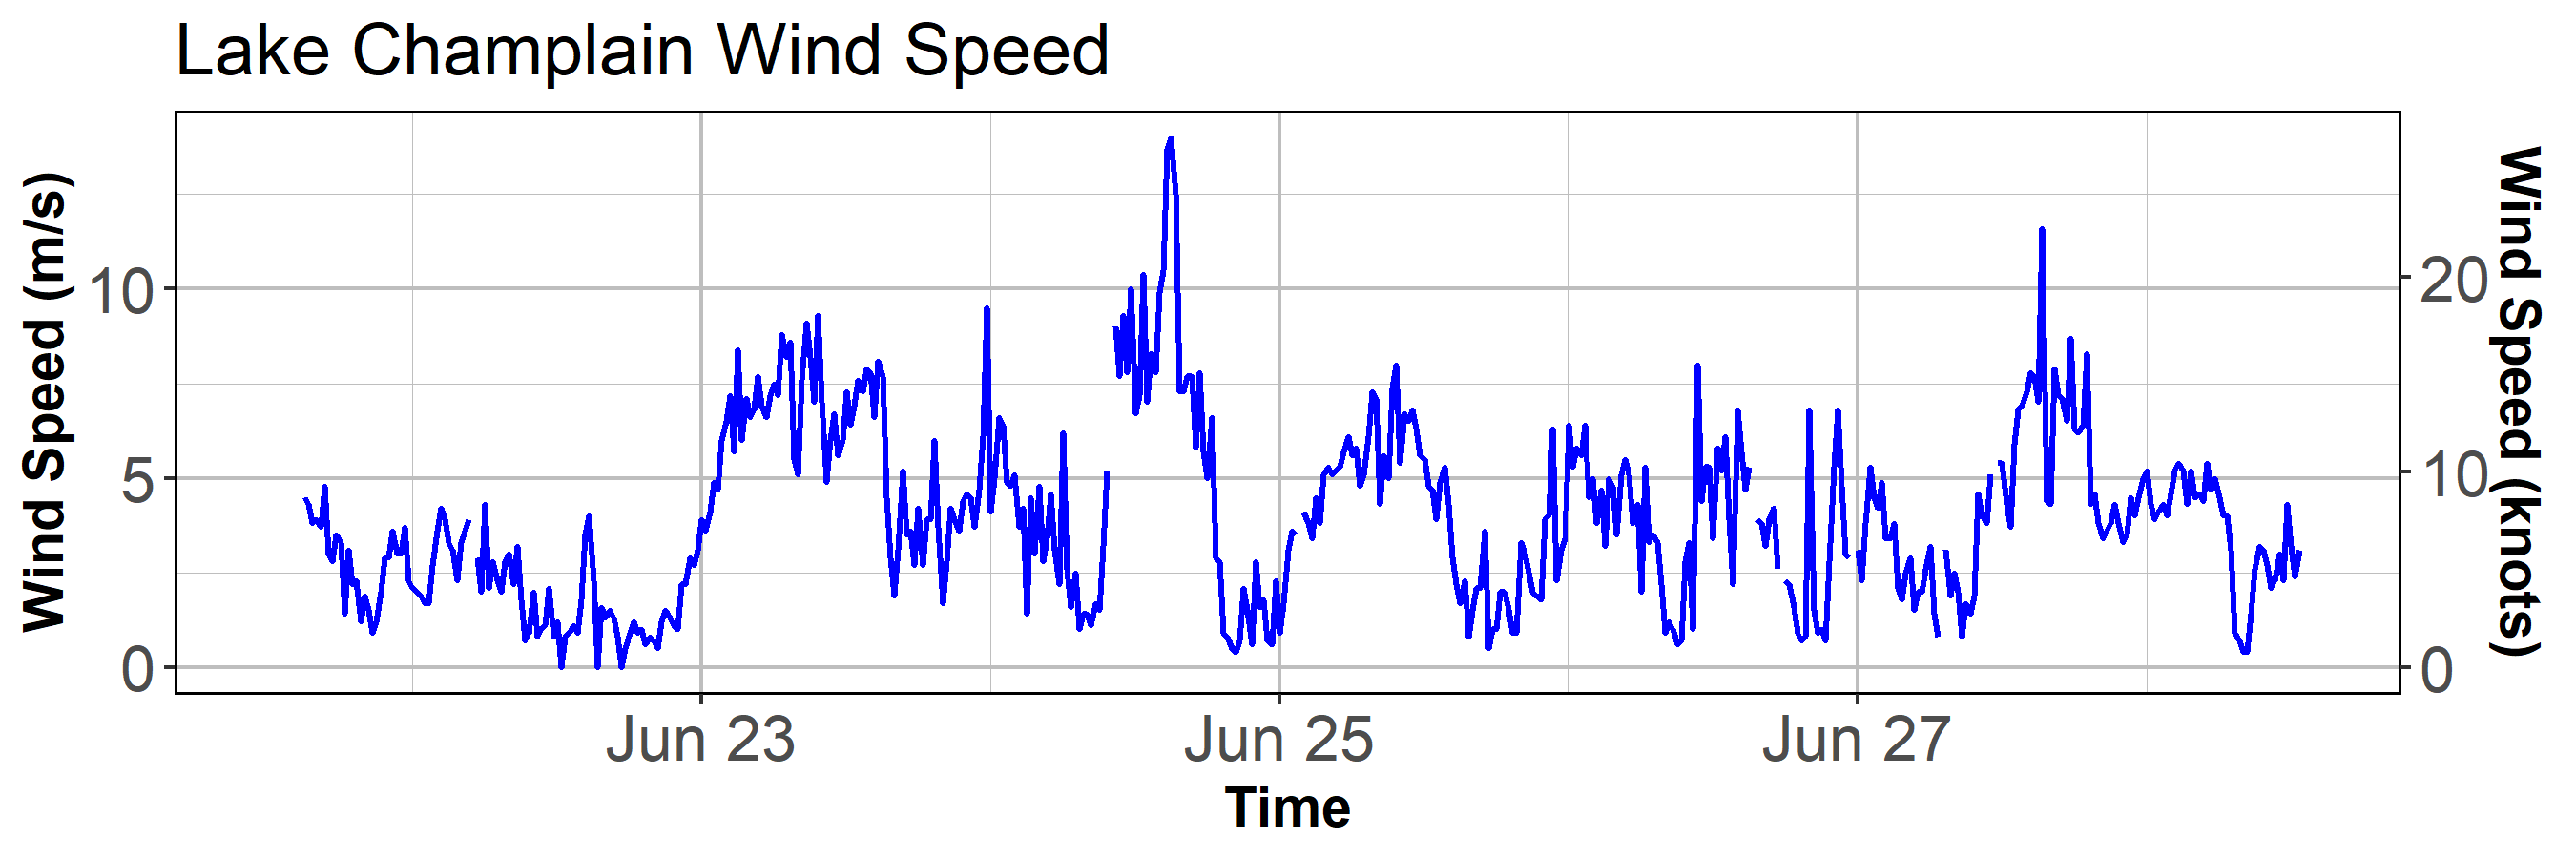 Lake Champlain Wind Speed
Wind Speed (m/s)
10
5
0
20
10
0
Wind Speed (knots)
Jun 23
Jun 25
Jun 27
Time